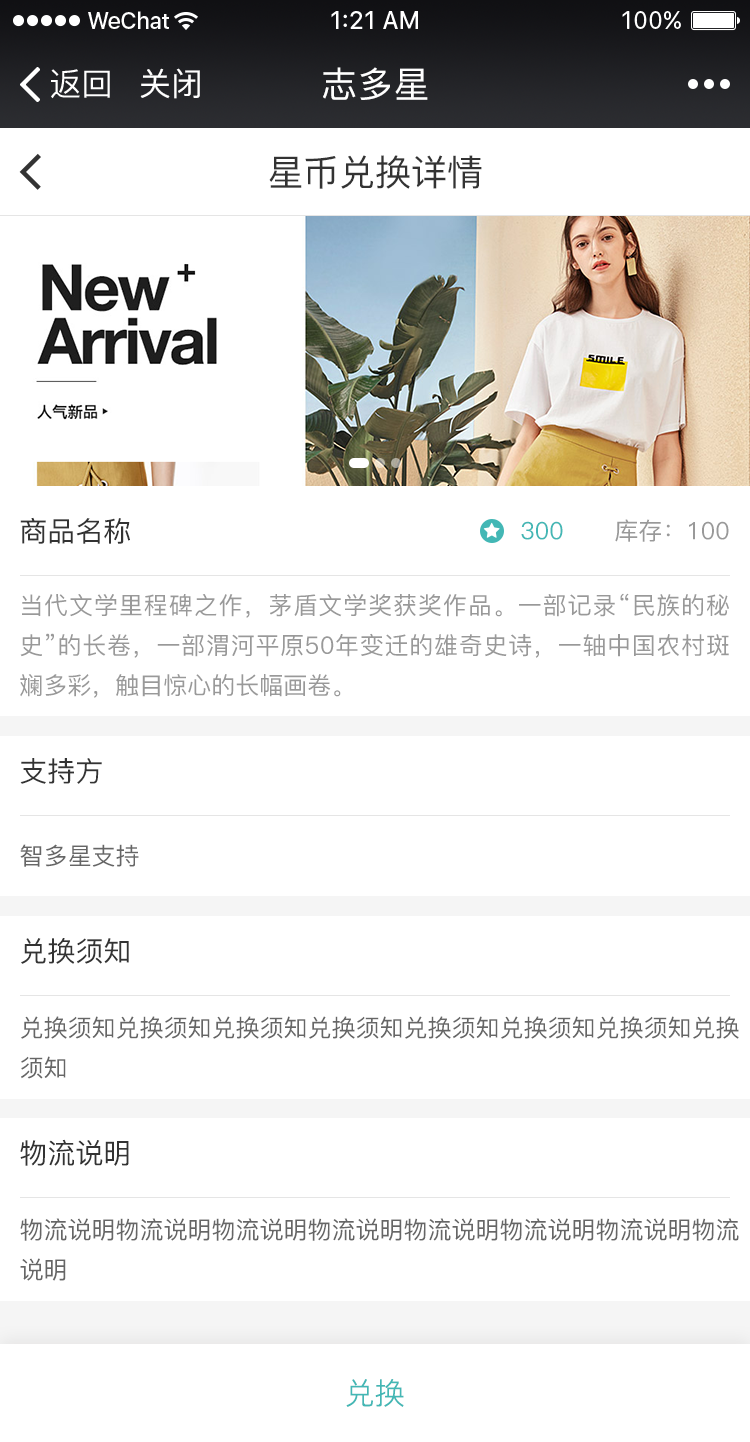 WeChat 1:21 AM 100%
返回 关闭 志多星
星币兑换详情
New+
Arrival
人气新品
SMILE
商品名称 300 库存：100
当代文学里程碑之作，茅盾文学奖获奖作品。一部记录“民族的秘
史”的长卷，一部渭河平原50年变迁的雄奇史诗，一轴中国农村斑
斓多彩，触目惊心的长幅画卷。
支持方
智多星支持
兑换须知
兑换须知兑换须知兑换须知兑换须知兑换须知兑换须知兑换须知兑换
须知
物流说明
物流说明物流说明物流说明物流说明物流说明物流说明物流说明物流
说明
兑换